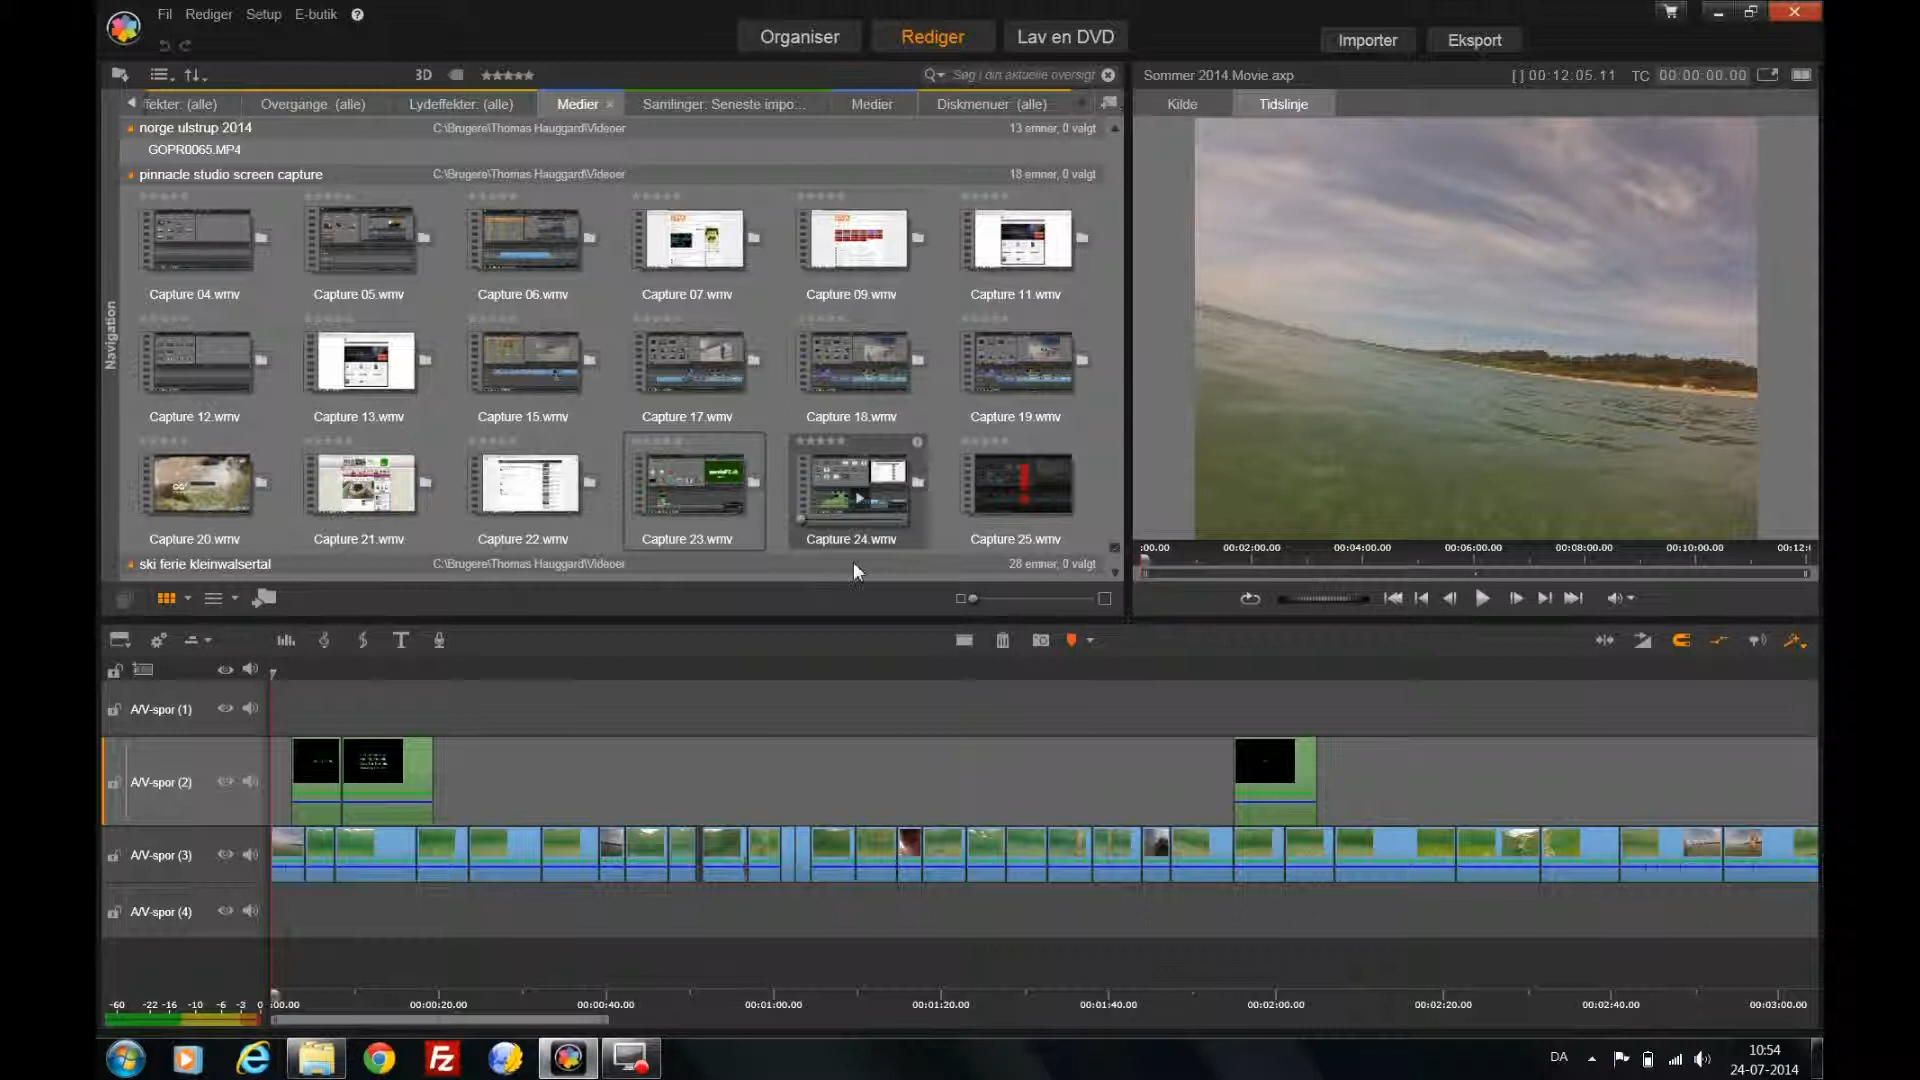 Fil Rediger Setup E-butik ?
Organiser Rediger Lav en DVD
Importer Eksport
3D
Søg i din aktuelle oversigt
Sommer 2014.Movie.axp
[ ] 00:12:05.11 TC 00:00:00.00
ffekter: (alle) Overgange: (alle) Lydeffekter: (alle) Medier × Samlinger: Seneste impo... Medier Diskmenuer: (alle)
Kilde Tidslinje
norge ulstrup 2014 C:\Brugere\Thomas Hauggard\Videoer 13 emner, 0 valgt
GOPR0065.MP4
pinnacle studio screen capture C:\Brugere\Thomas Hauggard\Videoer 18 emner, 0 valgt
Navigation
Capture 04.wmv Capture 05.wmv Capture 06.wmv Capture 07.wmv Capture 09.wmv Capture 11.wmv
Capture 12.wmv Capture 13.wmv Capture 15.wmv Capture 17.wmv Capture 18.wmv Capture 19.wmv
Capture 20.wmv Capture 21.wmv Capture 22.wmv Capture 23.wmv Capture 24.wmv Capture 25.wmv
ski ferie kleinwalsertal C:\Brugere\Thomas Hauggard\Videoer 28 emner, 0 valgt
:00.00 00:02:00.00 00:04:00.00 00:06:00.00 00:08:00.00 00:10:00.00 00:12:
A/V-spor (1)
A/V-spor (2)
A/V-spor (3)
A/V-spor (4)
-60 -22 -16 -10 -6 -3 0 :00.00 00:00:20.00 00:00:40.00 00:01:00.00 00:01:20.00 00:01:40.00 00:02:00.00 00:02:20.00 00:02:40.00 00:03:00.00
DA
10:54
24-07-2014